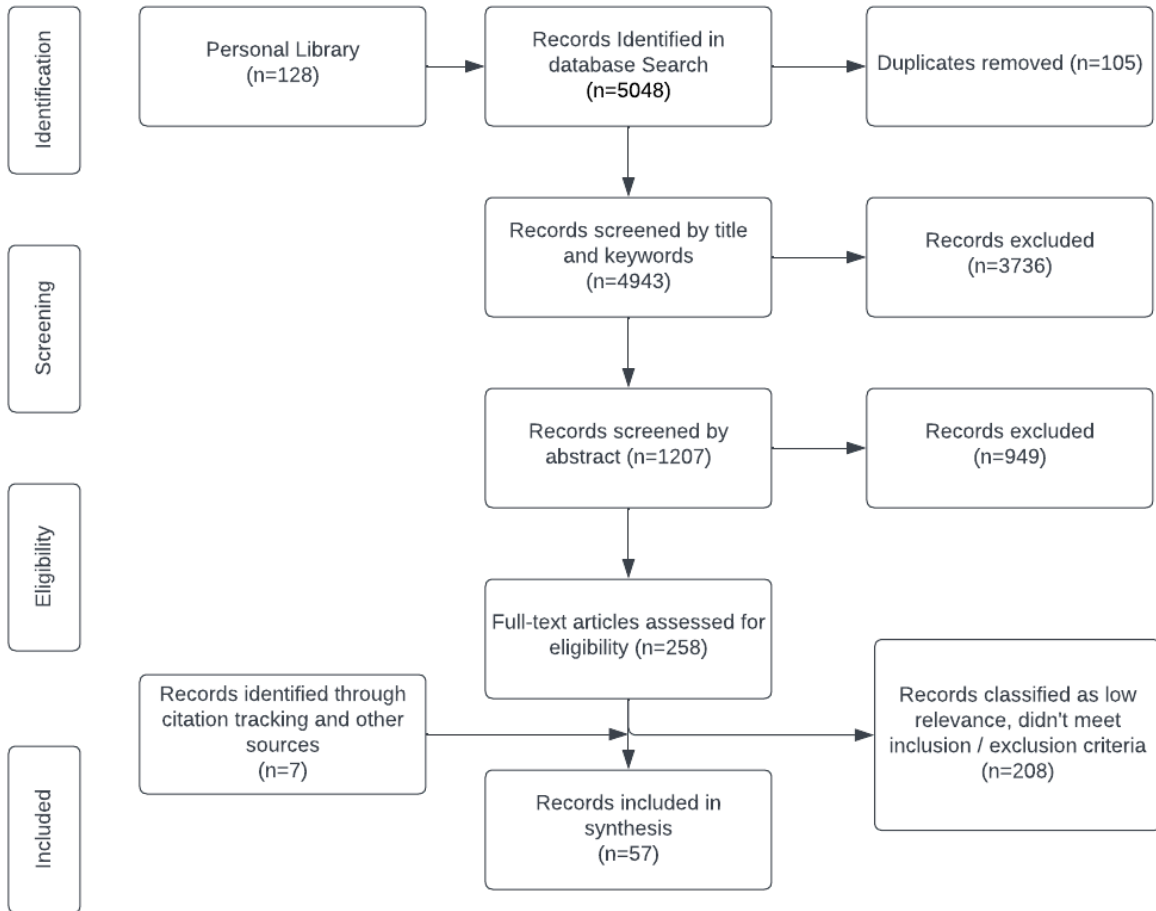 Identification
Personal Library
(n=128)
Records Identified in
database Search
(n=5048)
Duplicates removed (n=105)
Screening
Records screened by title
and keywords
(n=4943)
Records excluded
(n=3736)
Records screened by
abstract (n=1207)
Records excluded
(n=949)
Eligibility
Full-text articles assessed for
eligibility (n=258)
Records identified through
citation tracking and other
sources
(n=7)
Records classified as low
relevance, didn't meet
inclusion / exclusion criteria
(n=208)
Included
Records included in
synthesis
(n=57)